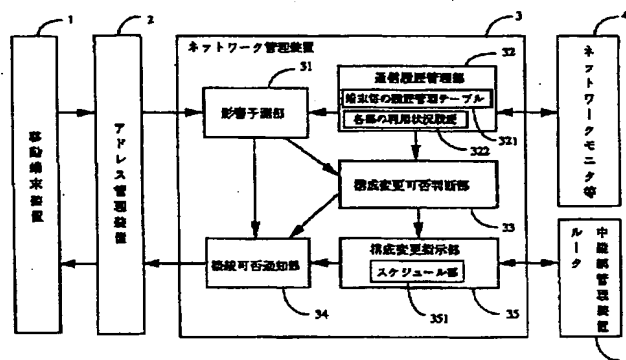 1
2
3
4
ネットワーク管理装置
移動端末装置
アドレス管理装置
31
影響予測部
32
通信履歴管理部
端末毎の履歴管理テーブル
各部の利用状況履歴
321
322
構成変更可否判断部
33
接続可否通知部
34
構成変更指示部
スケジュール部
351
35
ネットワークモニタ等
中継網管理装置
ルータ